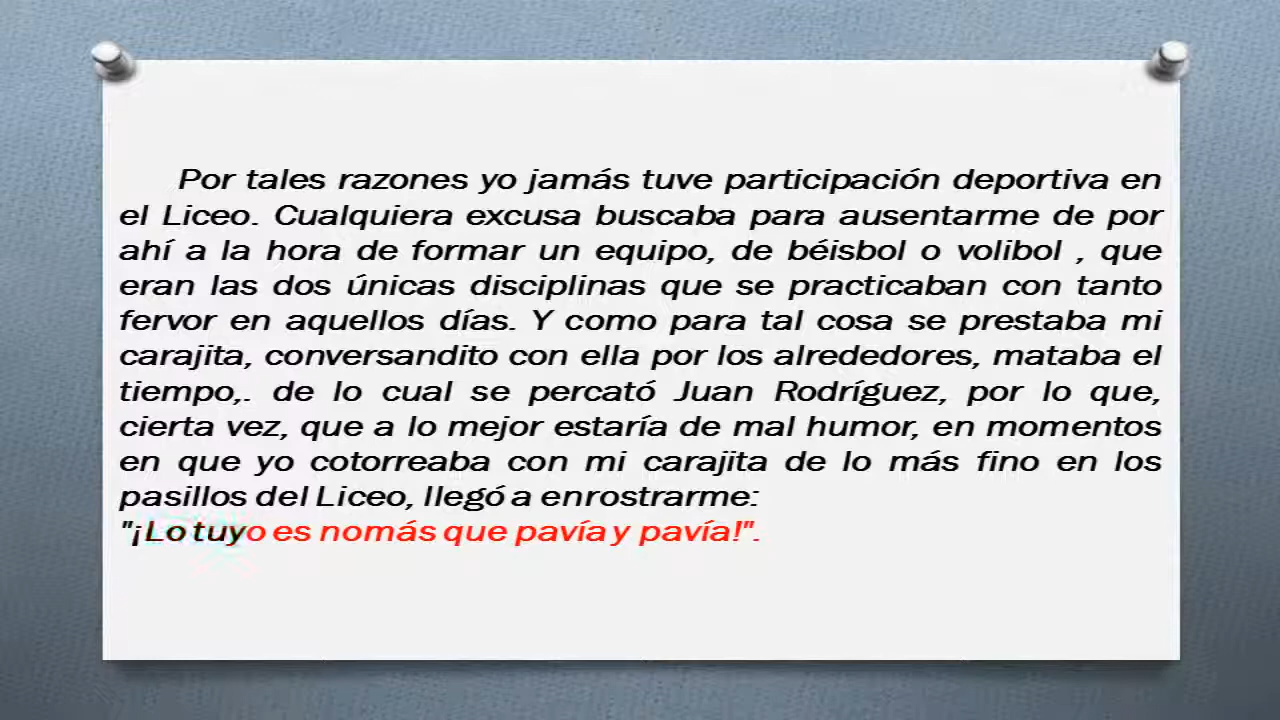 Por tales razones yo jamás tuve participación deportiva en
el Liceo. Cualquiera excusa buscaba para ausentarme de por
ahí a la hora de formar un equipo, de béisbol o volibol , que
eran las dos únicas disciplinas que se practicaban con tanto
fervor en aquellos días. Y como para tal cosa se prestaba mi
carajita, conversandito con ella por los alrededores, mataba el
tiempo,. de lo cual se percató Juan Rodríguez, por lo que,
cierta vez, que a lo mejor estaría de mal humor, en momentos
en que yo cotorreaba con mi carajita de lo más fino en los
pasillos del Liceo, llegó a enrostrarme:
"¡Lo tuyo es nomás que pavía y pavía!".